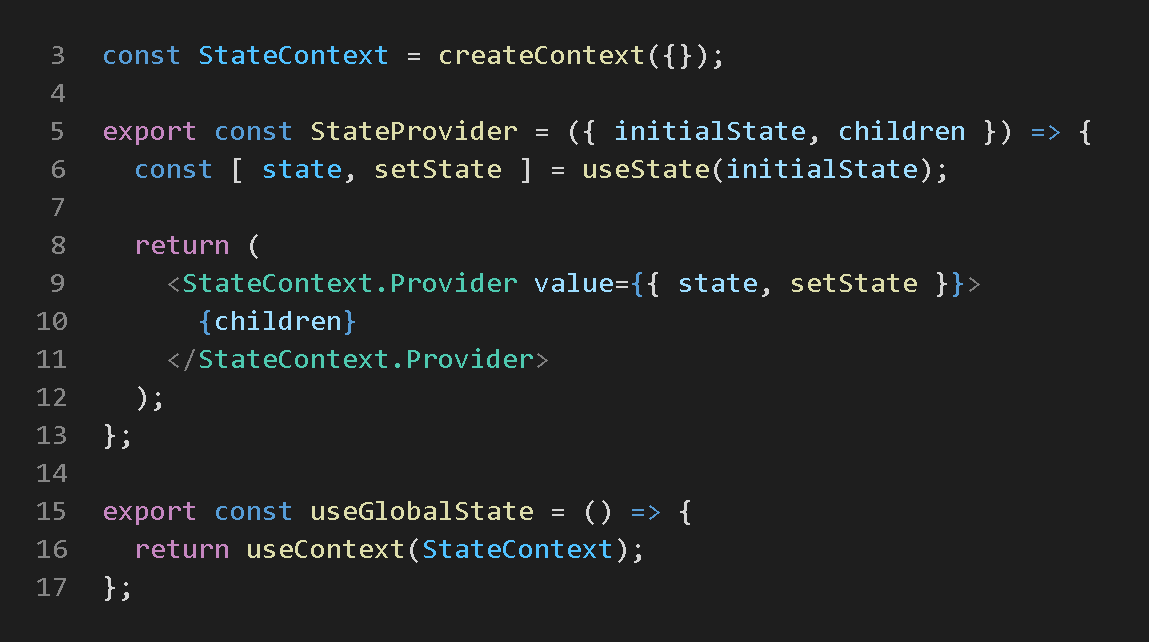 3 const StateContext = createContext({});
4
5 export const StateProvider = ({ initialState, children }) => {
6   const [ state, setState ] = useState(initialState);
7
8   return (
9     <StateContext.Provider value={{ state, setState }}>
10       {children}
11     </StateContext.Provider>
12   );
13 };
14
15 export const useGlobalState = () => {
16   return useContext(StateContext);
17 };